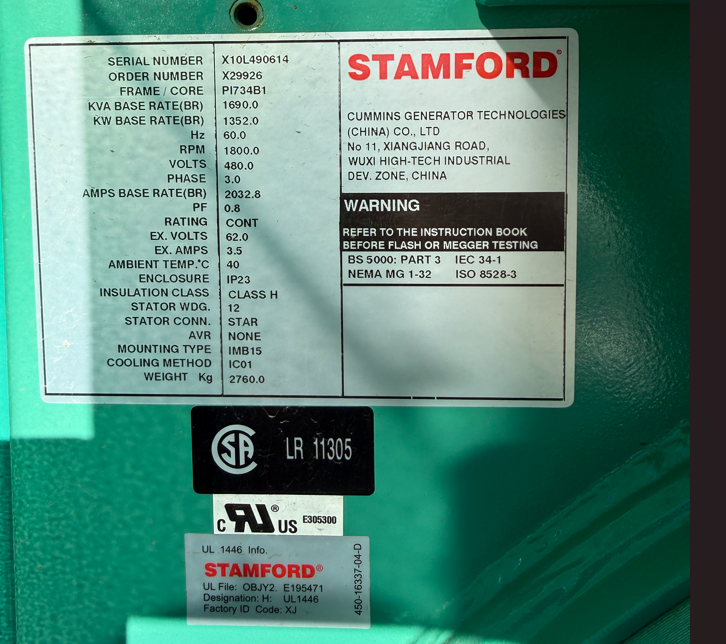 SERIAL NUMBER X10L490614
ORDER NUMBER X29926
FRAME / CORE PI734B1
KVA BASE RATE(BR) 1690.0
KW BASE RATE(BR) 1352.0
Hz 60.0
RPM 1800.0
VOLTS 480.0
PHASE 3.0
AMPS BASE RATE(BR) 2032.8
PF 0.8
RATING CONT
EX. VOLTS 62.0
EX. AMPS 3.5
AMBIENT TEMP.°C 40
ENCLOSURE IP23
INSULATION CLASS CLASS H
STATOR WDG. 12
STATOR CONN. STAR
AVR NONE
MOUNTING TYPE IMB15
COOLING METHOD IC01
WEIGHT Kg 2760.0
STAMFORD®
CUMMINS GENERATOR TECHNOLOGIES
(CHINA) CO., LTD
No 11, XIANGJIANG ROAD,
WUXI HIGH-TECH INDUSTRIAL
DEV. ZONE, CHINA
WARNING
REFER TO THE INSTRUCTION BOOK
BEFORE FLASH OR MEGGER TESTING
BS 5000: PART 3 IEC 34-1
NEMA MG 1-32 ISO 8528-3
SA LR 11305
c RU® US E305300
UL 1446 Info.
STAMFORD®
UL File: OBJY2. E195471
Designation: H: UL1446
Factory ID Code: XJ
450-16337-04-D